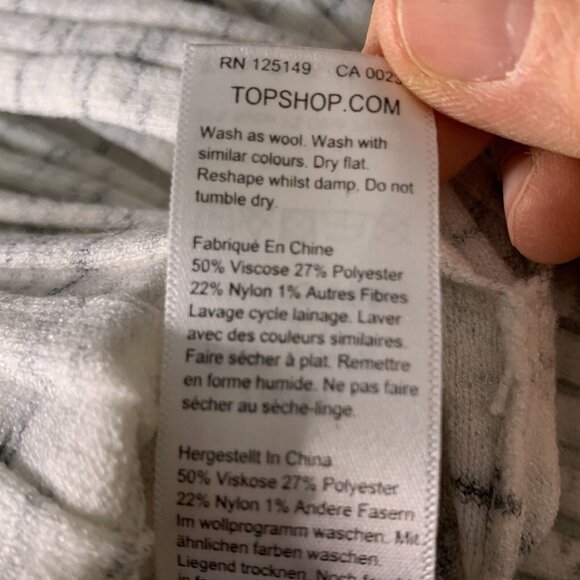 RN 125149 CA 0023
TOPSHOP.COM
Wash as wool. Wash with
similar colours. Dry flat.
Reshape whilst damp. Do not
tumble dry.
Fabriqué En Chine
50% Viscose 27% Polyester
22% Nylon 1% Autres Fibres
Lavage cycle lainage. Laver
avec des couleurs similaires.
Faire sécher à plat. Remettre
en forme humide. Ne pas faire
sécher au sèche-linge.
Hergestellt In China
50% Viskose 27% Polyester
22% Nylon 1% Andere Fasern
Im wollprogramm waschen. Mit
ähnlichen farben waschen.
Liegend trocknen. Noch